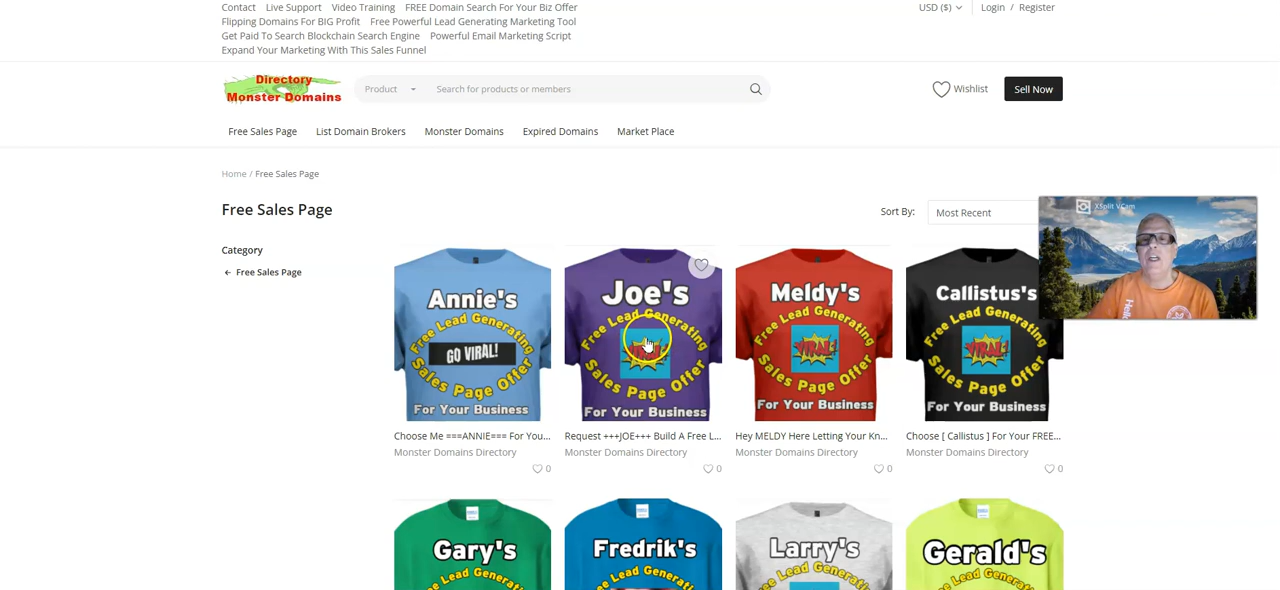 Contact Live Support Video Training FREE Domain Search For Your Biz Offer
USD ($) Login / Register
Flipping Domains For BIG Profit Free Powerful Lead Generating Marketing Tool
Get Paid To Search Blockchain Search Engine Powerful Email Marketing Script
Expand Your Marketing With This Sales Funnel
Directory
Monster Domains
Product Search for products or members
Wishlist Sell Now
Free Sales Page List Domain Brokers Monster Domains Expired Domains Market Place
Home / Free Sales Page
Free Sales Page
Sort By: Most Recent
XSplit VCam
Category
← Free Sales Page
Annie's
Free Lead Generating
GO VIRAL!
Sales Page Offer
For Your Business
Joe's
Free Lead Generating
VIRAL!
Sales Page Offer
For Your Business
Meldy's
Free Lead Generating
VIRAL!
Sales Page Offer
For Your Business
Callistus's
Free Lead Generating
VIRAL!
Sales Page Offer
For Your Business
Choose Me ===ANNIE=== For You...
Monster Domains Directory
0
Request +++JOE+++ Build A Free L...
Monster Domains Directory
0
Hey MELDY Here Letting Your Kn...
Monster Domains Directory
0
Choose [ Callistus ] For Your FREE...
Monster Domains Directory
0
Gary's
Free Lead Generating
Fredrik's
Free Lead Generating
Larry's
Free Lead Generating
Gerald's
Free Lead Generating